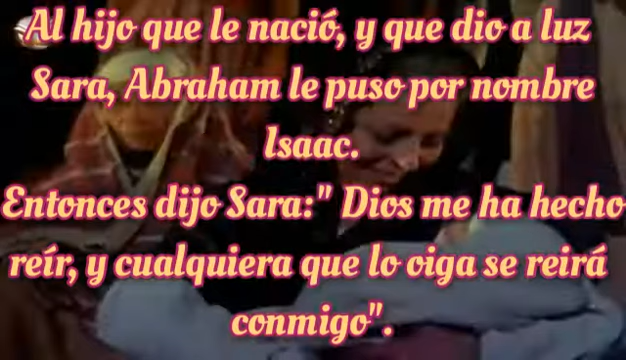 Al hijo que le nació, y que dio a luz
Sara, Abraham le puso por nombre
Isaac.
Entonces dijo Sara:" Dios me ha hecho
reír, y cualquiera que lo oiga se reirá
conmigo".